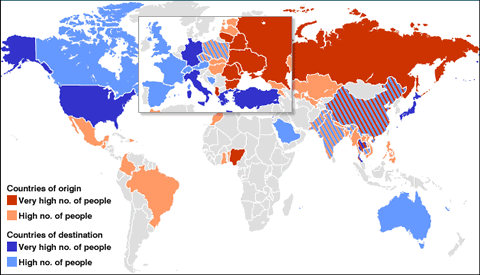 Countries of origin
Very high no. of people
High no. of people
Countries of destination
Very high no. of people
High no. of people